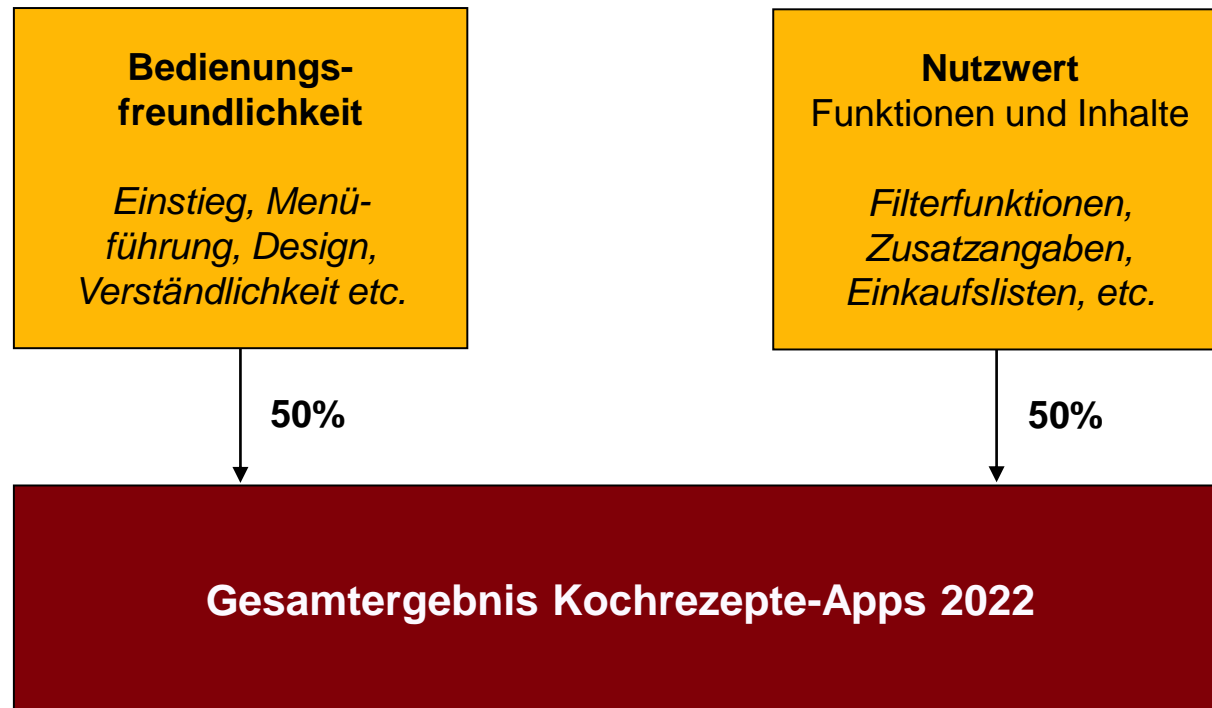 Bedienungs-
freundlichkeit
Einstieg, Menü-
führung, Design,
Verständlichkeit etc.
Nutzwert
Funktionen und Inhalte
Filterfunktionen,
Zusatzangaben,
Einkaufslisten, etc.
50%
50%
Gesamtergebnis Kochrezepte-Apps 2022